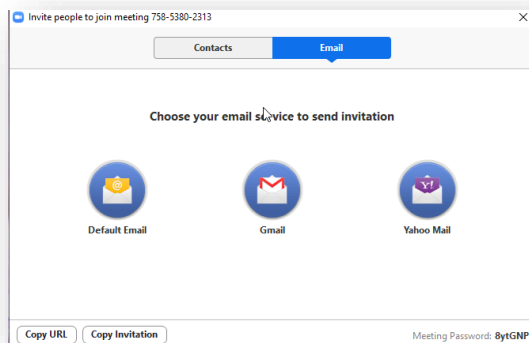 Invite people to join meeting 758-5380-2313
Contacts
Email
Choose your email service to send invitation
@
Y!
Default Email
Gmail
Yahoo Mail
Copy URL
Copy Invitation
Meeting Password: 8ytGNP